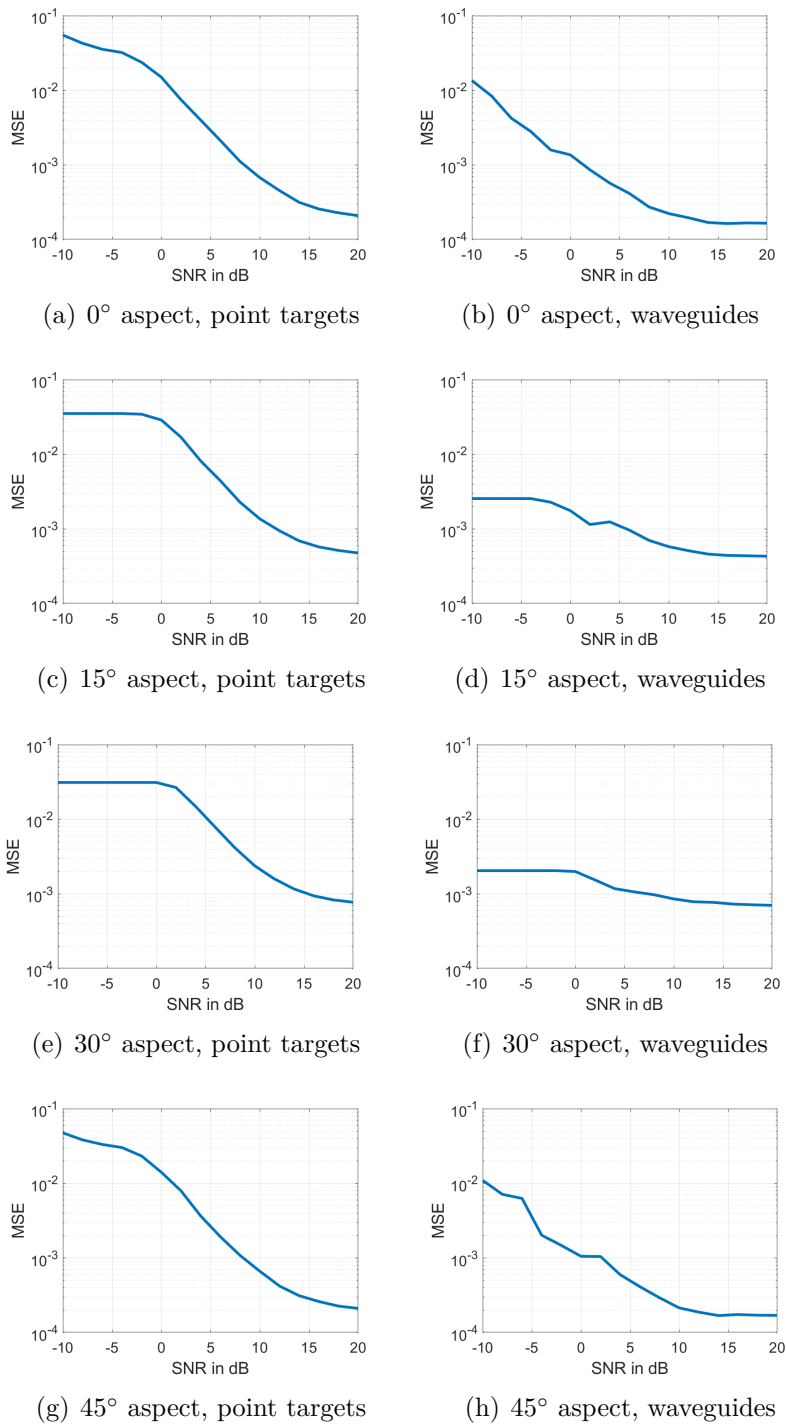 10^-1
10^-2
10^-3
10^-4
MSE
-10 -5 0 5 10 15 20
SNR in dB
(a) 0° aspect, point targets
10^-1
10^-2
10^-3
10^-4
MSE
-10 -5 0 5 10 15 20
SNR in dB
(b) 0° aspect, waveguides
10^-1
10^-2
10^-3
10^-4
MSE
-10 -5 0 5 10 15 20
SNR in dB
(c) 15° aspect, point targets
10^-1
10^-2
10^-3
10^-4
MSE
-10 -5 0 5 10 15 20
SNR in dB
(d) 15° aspect, waveguides
10^-1
10^-2
10^-3
10^-4
MSE
-10 -5 0 5 10 15 20
SNR in dB
(e) 30° aspect, point targets
10^-1
10^-2
10^-3
10^-4
MSE
-10 -5 0 5 10 15 20
SNR in dB
(f) 30° aspect, waveguides
10^-1
10^-2
10^-3
10^-4
MSE
-10 -5 0 5 10 15 20
SNR in dB
(g) 45° aspect, point targets
10^-1
10^-2
10^-3
10^-4
MSE
-10 -5 0 5 10 15 20
SNR in dB
(h) 45° aspect, waveguides